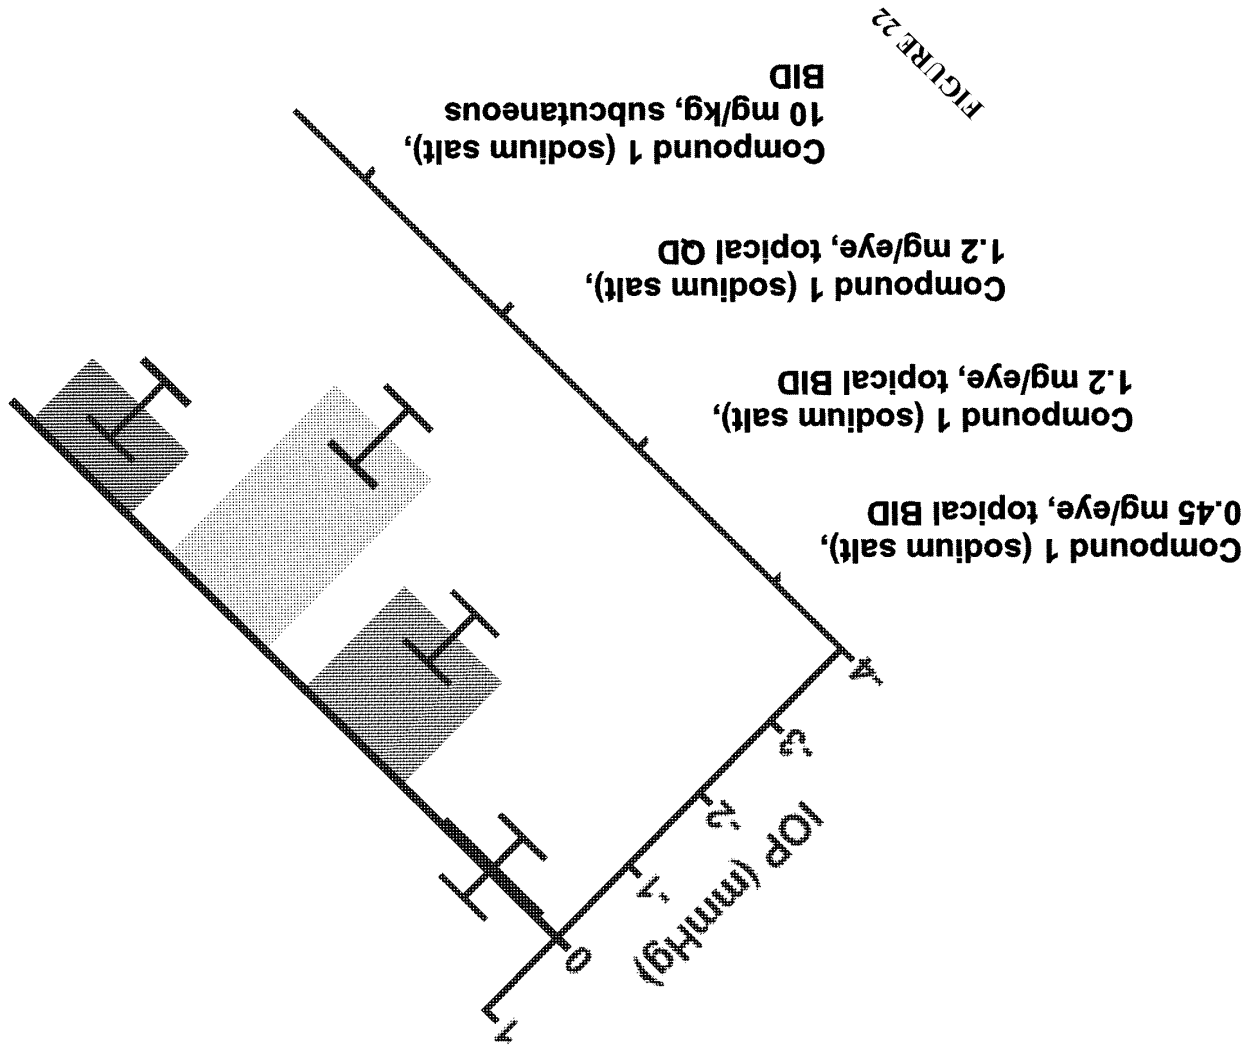 IOP (mmHg)
1
0
-1
-2
-3
-4
Compound 1 (sodium salt),
0.45 mg/eye, topical BID
Compound 1 (sodium salt),
1.2 mg/eye, topical BID
Compound 1 (sodium salt),
1.2 mg/eye, topical QD
Compound 1 (sodium salt),
10 mg/kg, subcutaneous
BID
FIGURE 22